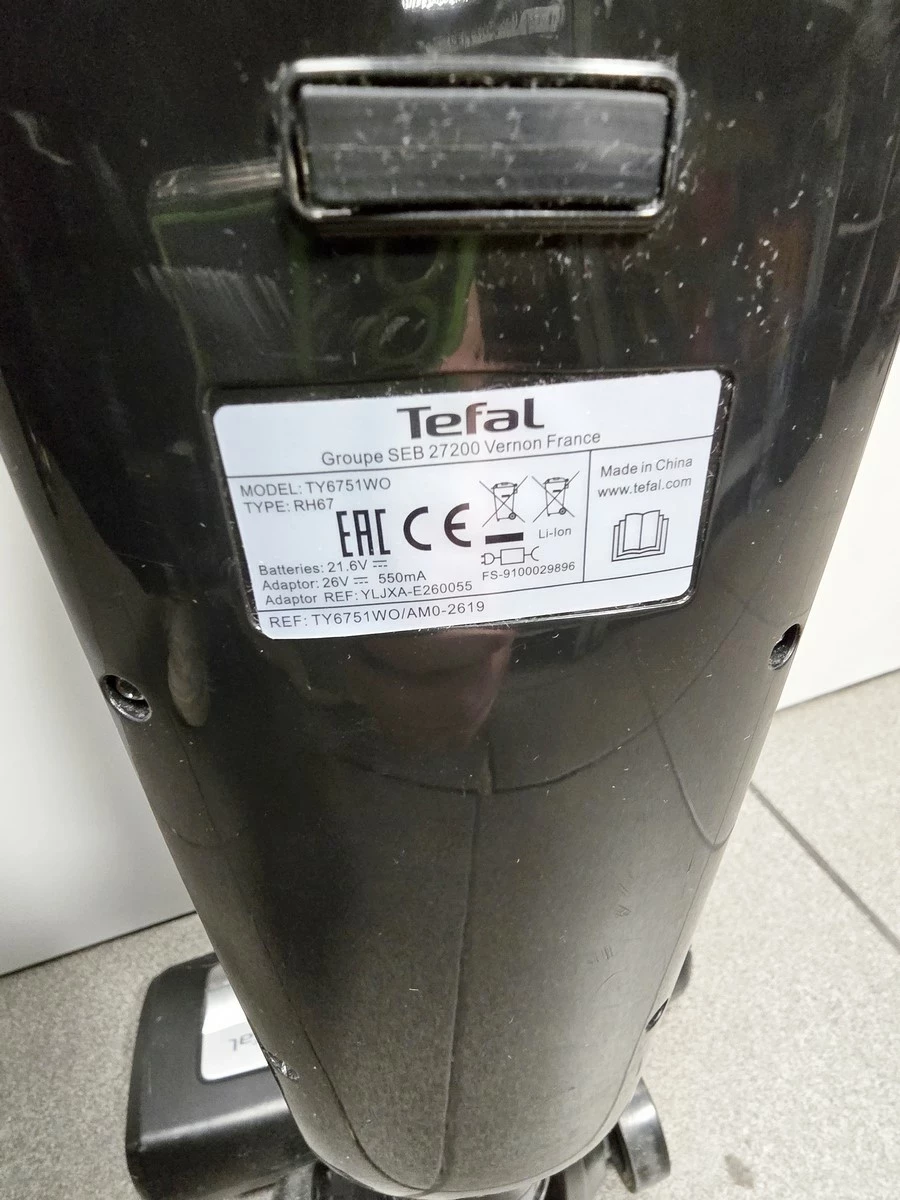 Tefal
Groupe SEB 27200 Vernon France
MODEL: TY6751WO
TYPE: RH67
EAC CE
Li-Ion
Made in China
www.tefal.com
Batteries: 21.6V ⎓
Adaptor: 26V ⎓ 550mA
Adaptor REF: YLJXA-E260055
FS-9100029896
REF: TY6751WO/AM0-2619